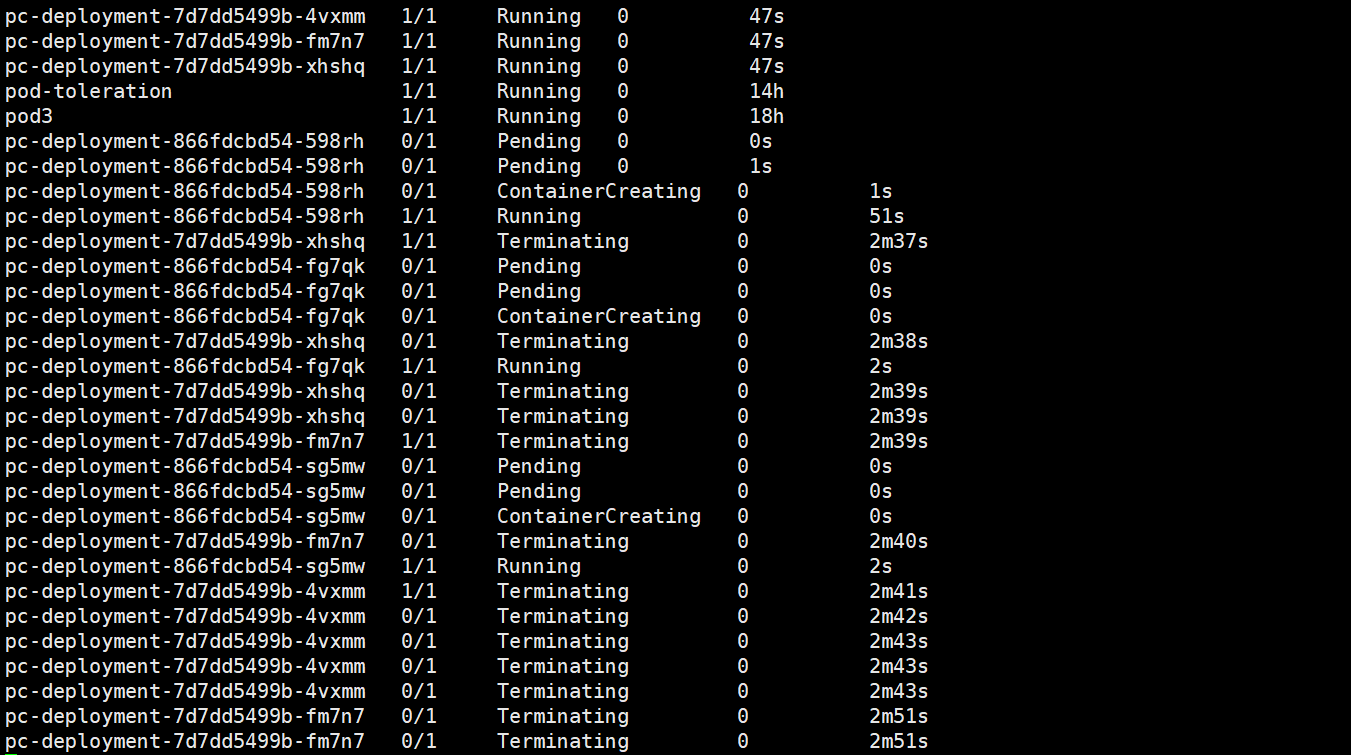 pc-deployment-7d7dd5499b-4vxmm   1/1     Running   0          47s
pc-deployment-7d7dd5499b-fm7n7   1/1     Running   0          47s
pc-deployment-7d7dd5499b-xhshq   1/1     Running   0          47s
pod-toleration                   1/1     Running   0          14h
pod3                             1/1     Running   0          18h
pc-deployment-866fdcbd54-598rh   0/1     Pending   0          0s
pc-deployment-866fdcbd54-598rh   0/1     Pending   0          1s
pc-deployment-866fdcbd54-598rh   0/1     ContainerCreating   0          1s
pc-deployment-866fdcbd54-598rh   1/1     Running             0          51s
pc-deployment-7d7dd5499b-xhshq   1/1     Terminating         0          2m37s
pc-deployment-866fdcbd54-fg7qk   0/1     Pending             0          0s
pc-deployment-866fdcbd54-fg7qk   0/1     Pending             0          0s
pc-deployment-866fdcbd54-fg7qk   0/1     ContainerCreating   0          0s
pc-deployment-7d7dd5499b-xhshq   0/1     Terminating         0          2m38s
pc-deployment-866fdcbd54-fg7qk   1/1     Running             0          2s
pc-deployment-7d7dd5499b-xhshq   0/1     Terminating         0          2m39s
pc-deployment-7d7dd5499b-xhshq   0/1     Terminating         0          2m39s
pc-deployment-7d7dd5499b-fm7n7   1/1     Terminating         0          2m39s
pc-deployment-866fdcbd54-sg5mw   0/1     Pending             0          0s
pc-deployment-866fdcbd54-sg5mw   0/1     Pending             0          0s
pc-deployment-866fdcbd54-sg5mw   0/1     ContainerCreating   0          0s
pc-deployment-7d7dd5499b-fm7n7   0/1     Terminating         0          2m40s
pc-deployment-866fdcbd54-sg5mw   1/1     Running             0          2s
pc-deployment-7d7dd5499b-4vxmm   1/1     Terminating         0          2m41s
pc-deployment-7d7dd5499b-4vxmm   0/1     Terminating         0          2m42s
pc-deployment-7d7dd5499b-4vxmm   0/1     Terminating         0          2m43s
pc-deployment-7d7dd5499b-4vxmm   0/1     Terminating         0          2m43s
pc-deployment-7d7dd5499b-4vxmm   0/1     Terminating         0          2m43s
pc-deployment-7d7dd5499b-fm7n7   0/1     Terminating         0          2m51s
pc-deployment-7d7dd5499b-fm7n7   0/1     Terminating         0          2m51s